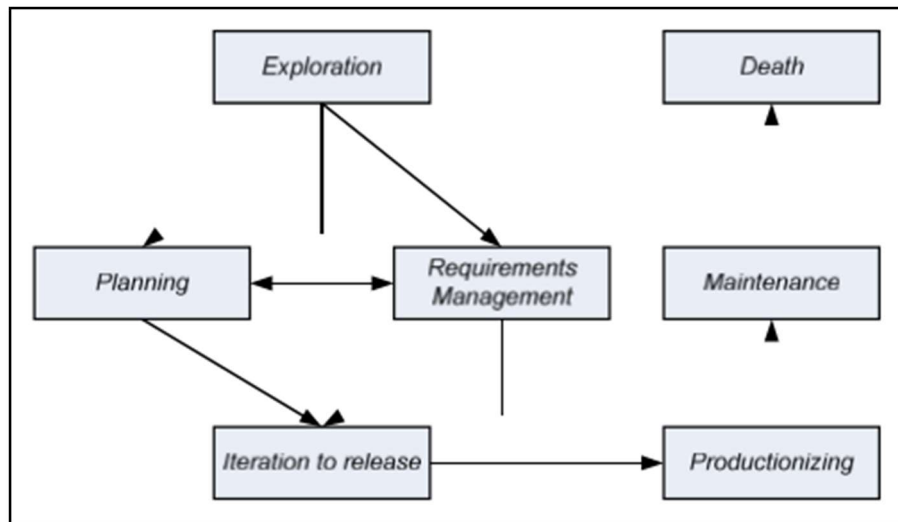 Exploration
Death
Planning
Requirements
Management
Maintenance
Iteration to release
Productionizing